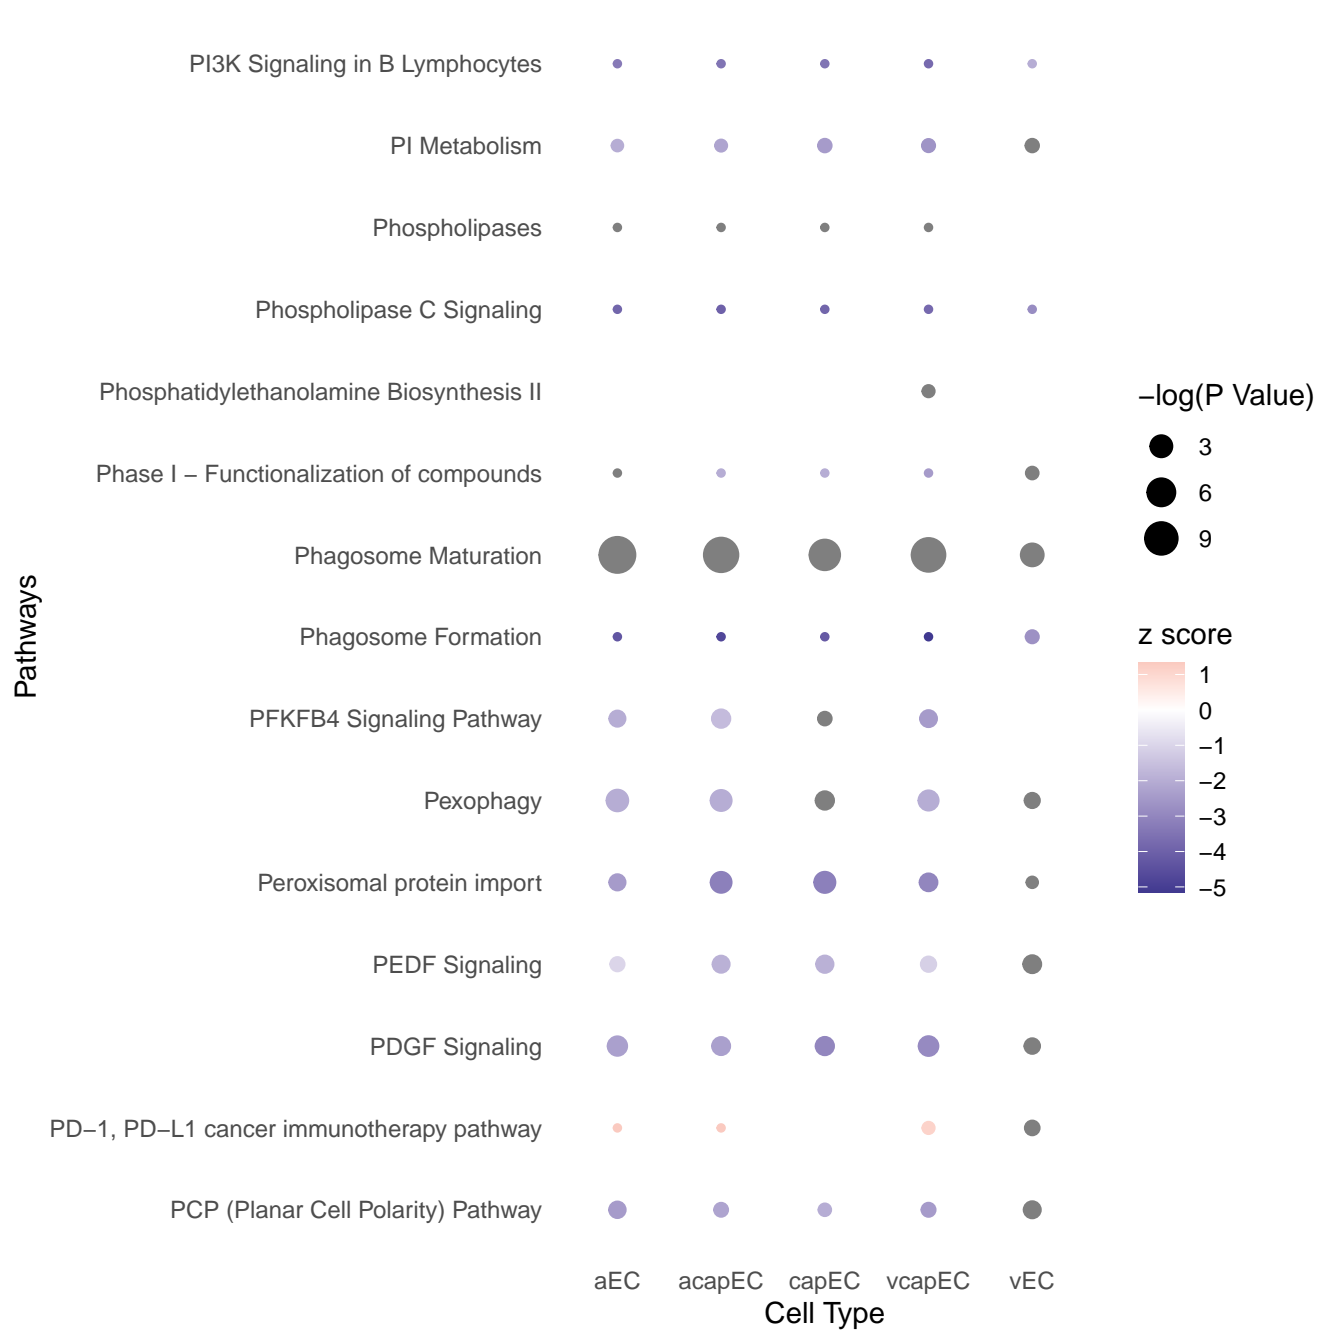 PI3K Signaling in B Lymphocytes
PI Metabolism
Phospholipases
Phospholipase C Signaling
Phosphatidylethanolamine Biosynthesis II
Phase I − Functionalization of compounds
Phagosome Maturation
Phagosome Formation
PFKFB4 Signaling Pathway
Pexophagy
Peroxisomal protein import
PEDF Signaling
PDGF Signaling
PD−1, PD−L1 cancer immunotherapy pathway
PCP (Planar Cell Polarity) Pathway
Pathways
aEC acapEC capEC vcapEC vEC
Cell Type
−log(P Value)
3
6
9
z score
1
0
−1
−2
−3
−4
−5